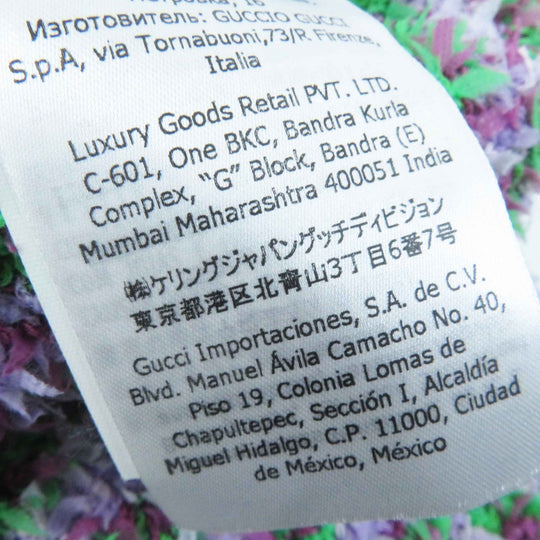 Петровка, 16
Изготовитель: GUCCIO GUCCI
S.p.A, via Tornabuoni,73/R.Firenze,
Italia
Luxury Goods Retail PVT. LTD.
C-601, One BKC, Bandra Kurla
Complex, “G” Block, Bandra (E)
Mumbai Maharashtra 400051 India
㈱ケリングジャパングッチディビジョン
東京都港区北青山3丁目6番7号
Gucci Importaciones, S.A. de C.V.
Blvd. Manuel Ávila Camacho No. 40,
Piso 19, Colonia Lomas de
Chapultepec, Sección I, Alcaldía
Miguel Hidalgo, C.P. 11000, Ciudad
de México, México